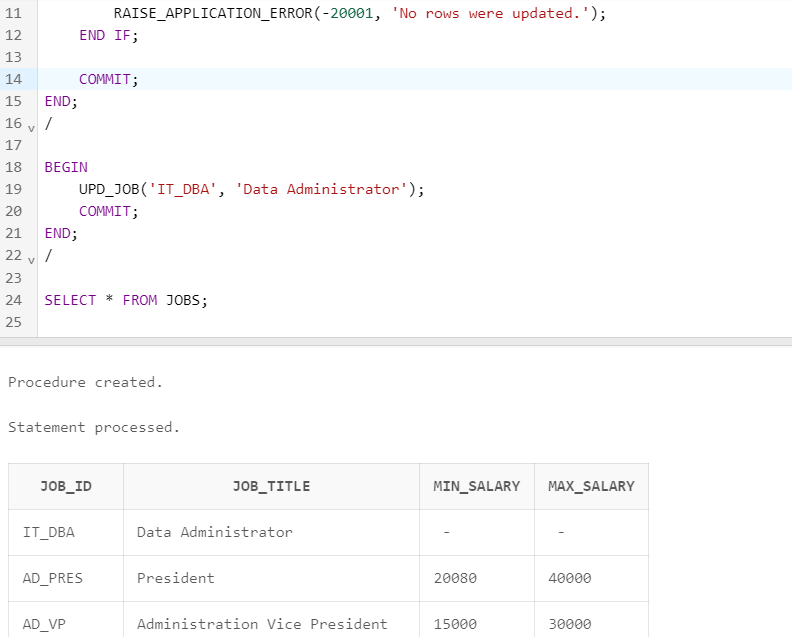 11 RAISE_APPLICATION_ERROR(-20001, 'No rows were updated.');
12 END IF;
13
14 COMMIT;
15 END;
16 v /
17
18 BEGIN
19 UPD_JOB('IT_DBA', 'Data Administrator');
20 COMMIT;
21 END;
22 v /
23
24 SELECT * FROM JOBS;
25
Procedure created.
Statement processed.
JOB_ID JOB_TITLE MIN_SALARY MAX_SALARY
IT_DBA Data Administrator - -
AD_PRES President 20080 40000
AD_VP Administration Vice President 15000 30000